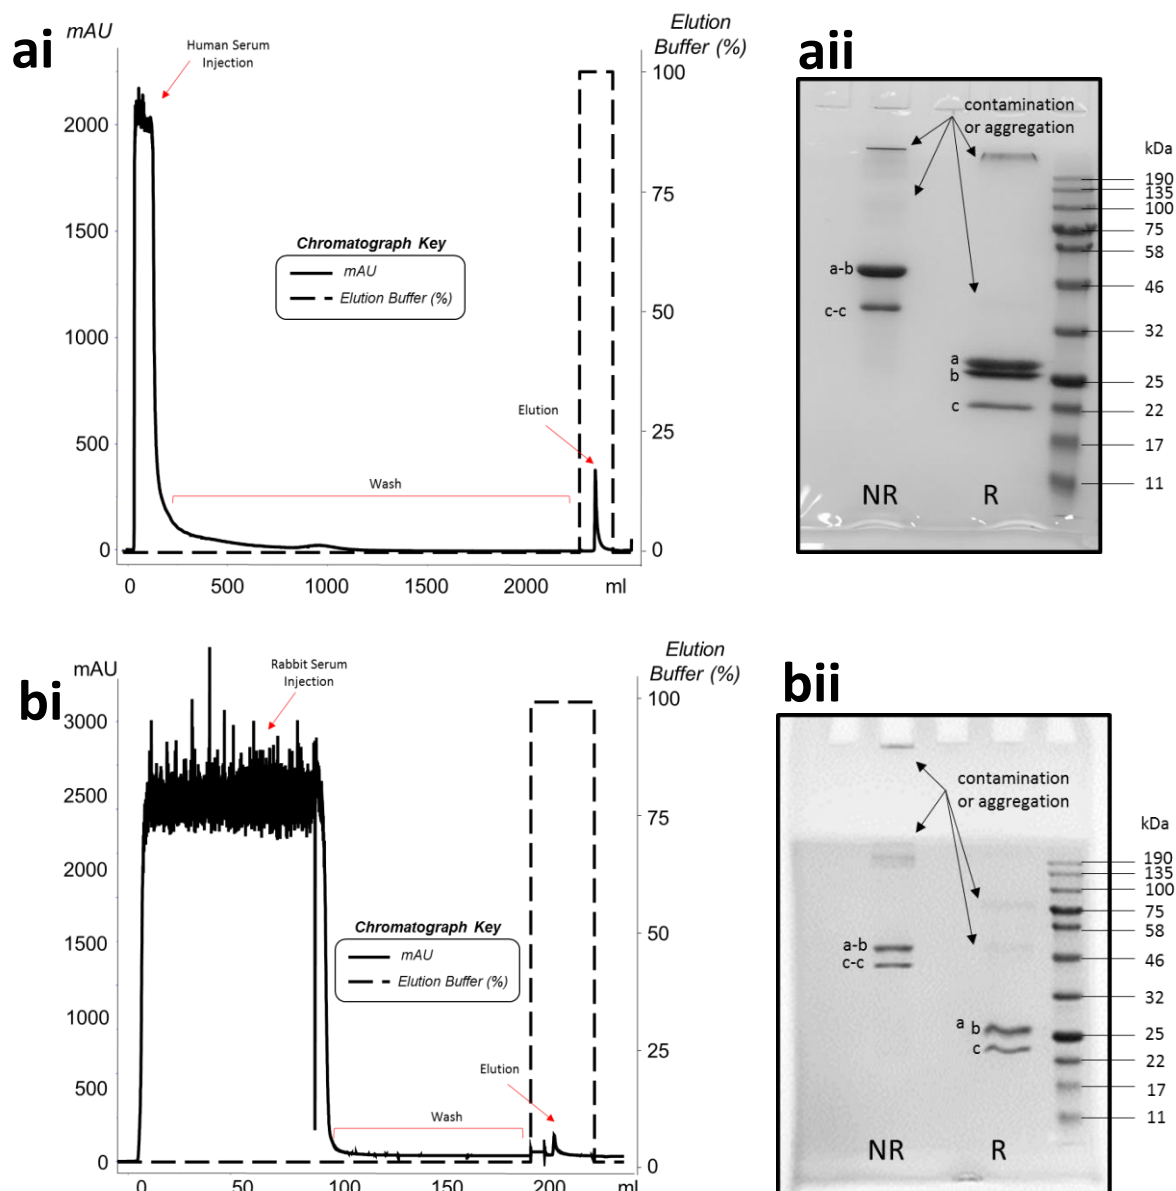 ai
mAU
Human Serum
Injection
Elution
Buffer (%)
100
2000
75
1500
Chromatograph Key
mAU
Elution Buffer (%)
50
1000
Elution
25
500
Wash
0
0
0
500
1000
1500
2000
ml
aii
contamination
or aggregation
kDa
190
135
100
75
58
46
32
25
22
17
11
a-b
c-c
a
b
c
NR
R
bi
mAU
Rabbit Serum
Injection
Elution
Buffer (%)
100
3000
2500
75
2000
Chromatograph Key
mAU
Elution Buffer (%)
50
1500
1000
25
Elution
500
Wash
0
0
0
50
100
150
200
ml
bii
contamination
or aggregation
kDa
190
135
100
75
58
46
32
25
22
17
11
a-b
c-c
a b
c
NR
R